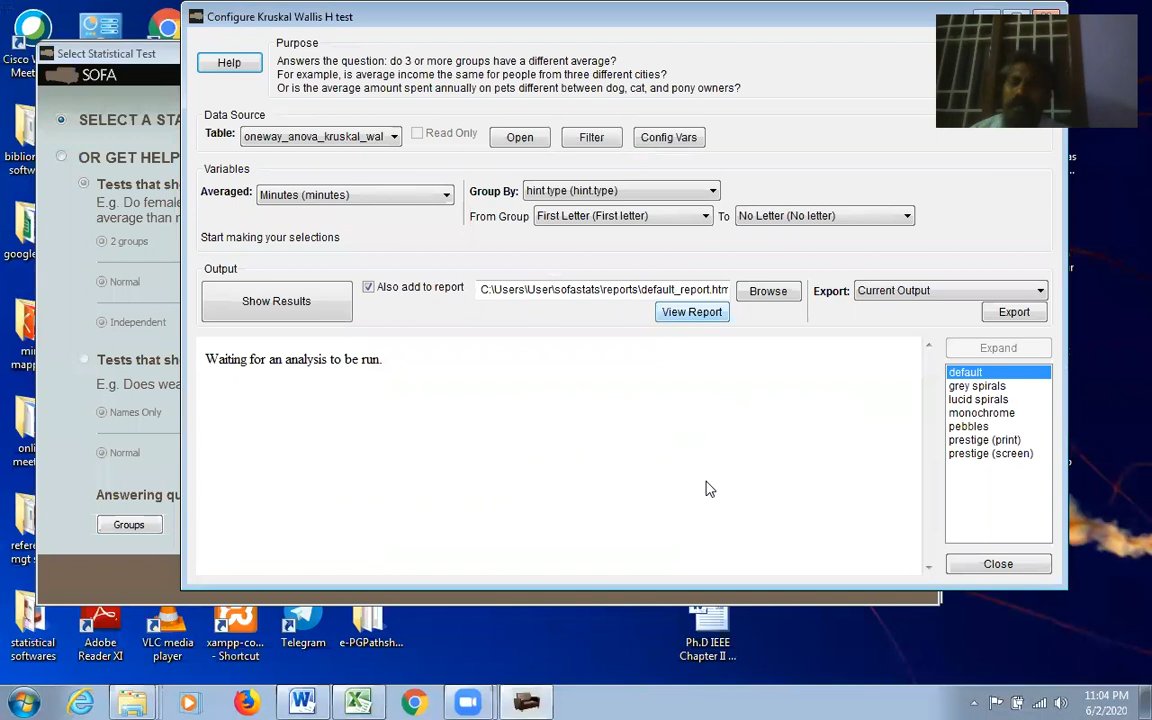 Configure Kruskal Wallis H test
Cisco W
Meet
Select Statistical Test
SOFA
Help
Purpose
Answers the question: do 3 or more groups have a different average?
For example, is average income the same for people from three different cities?
Or is the average amount spent annually on pets different between dog, cat, and pony owners?
Data Source
Table: oneway_anova_kruskal_wal Read Only Open Filter Config Vars
Variables
Averaged: Minutes (minutes) Group By: hint.type (hint.type)
From Group First Letter (First letter) To No Letter (No letter)
Start making your selections
Output
Show Results Also add to report C:\Users\User\sofastats\reports\default_report.htm Browse Export: Current Output
View Report Export
Waiting for an analysis to be run.
Expand
default
grey spirals
lucid spirals
monochrome
pebbles
prestige (print)
prestige (screen)
Close
SELECT A STA
OR GET HELP
Tests that sh
E.g. Do female
average than m
2 groups
Normal
Independent
Tests that sh
E.g. Does wea
Names Only
Normal
Answering qu
Groups
biblion
google
mapp
onli
meet
refere
mgt s
statistical
softwares
Adobe
Reader XI
VLC media
player
xampp-co...
- Shortcut
Telegram
e-PGPathsh...
Ph.D IEEE
Chapter II ...
11:04 PM
6/2/2020